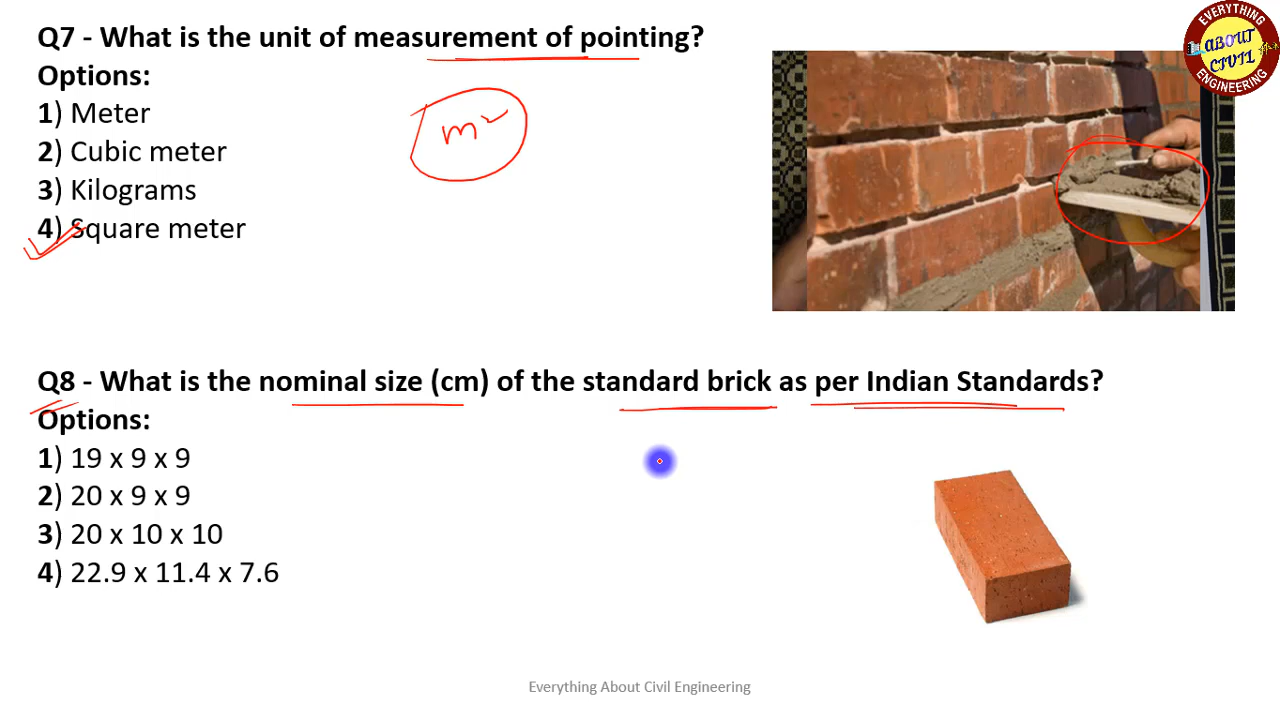 Q7 - What is the unit of measurement of pointing?
Options:
1) Meter
2) Cubic meter
3) Kilograms
4) Square meter
m²
EVERYTHING
ABOUT
CIVIL
ENGINEERING
Q8 - What is the nominal size (cm) of the standard brick as per Indian Standards?
Options:
1) 19 x 9 x 9
2) 20 x 9 x 9
3) 20 x 10 x 10
4) 22.9 x 11.4 x 7.6
Everything About Civil Engineering